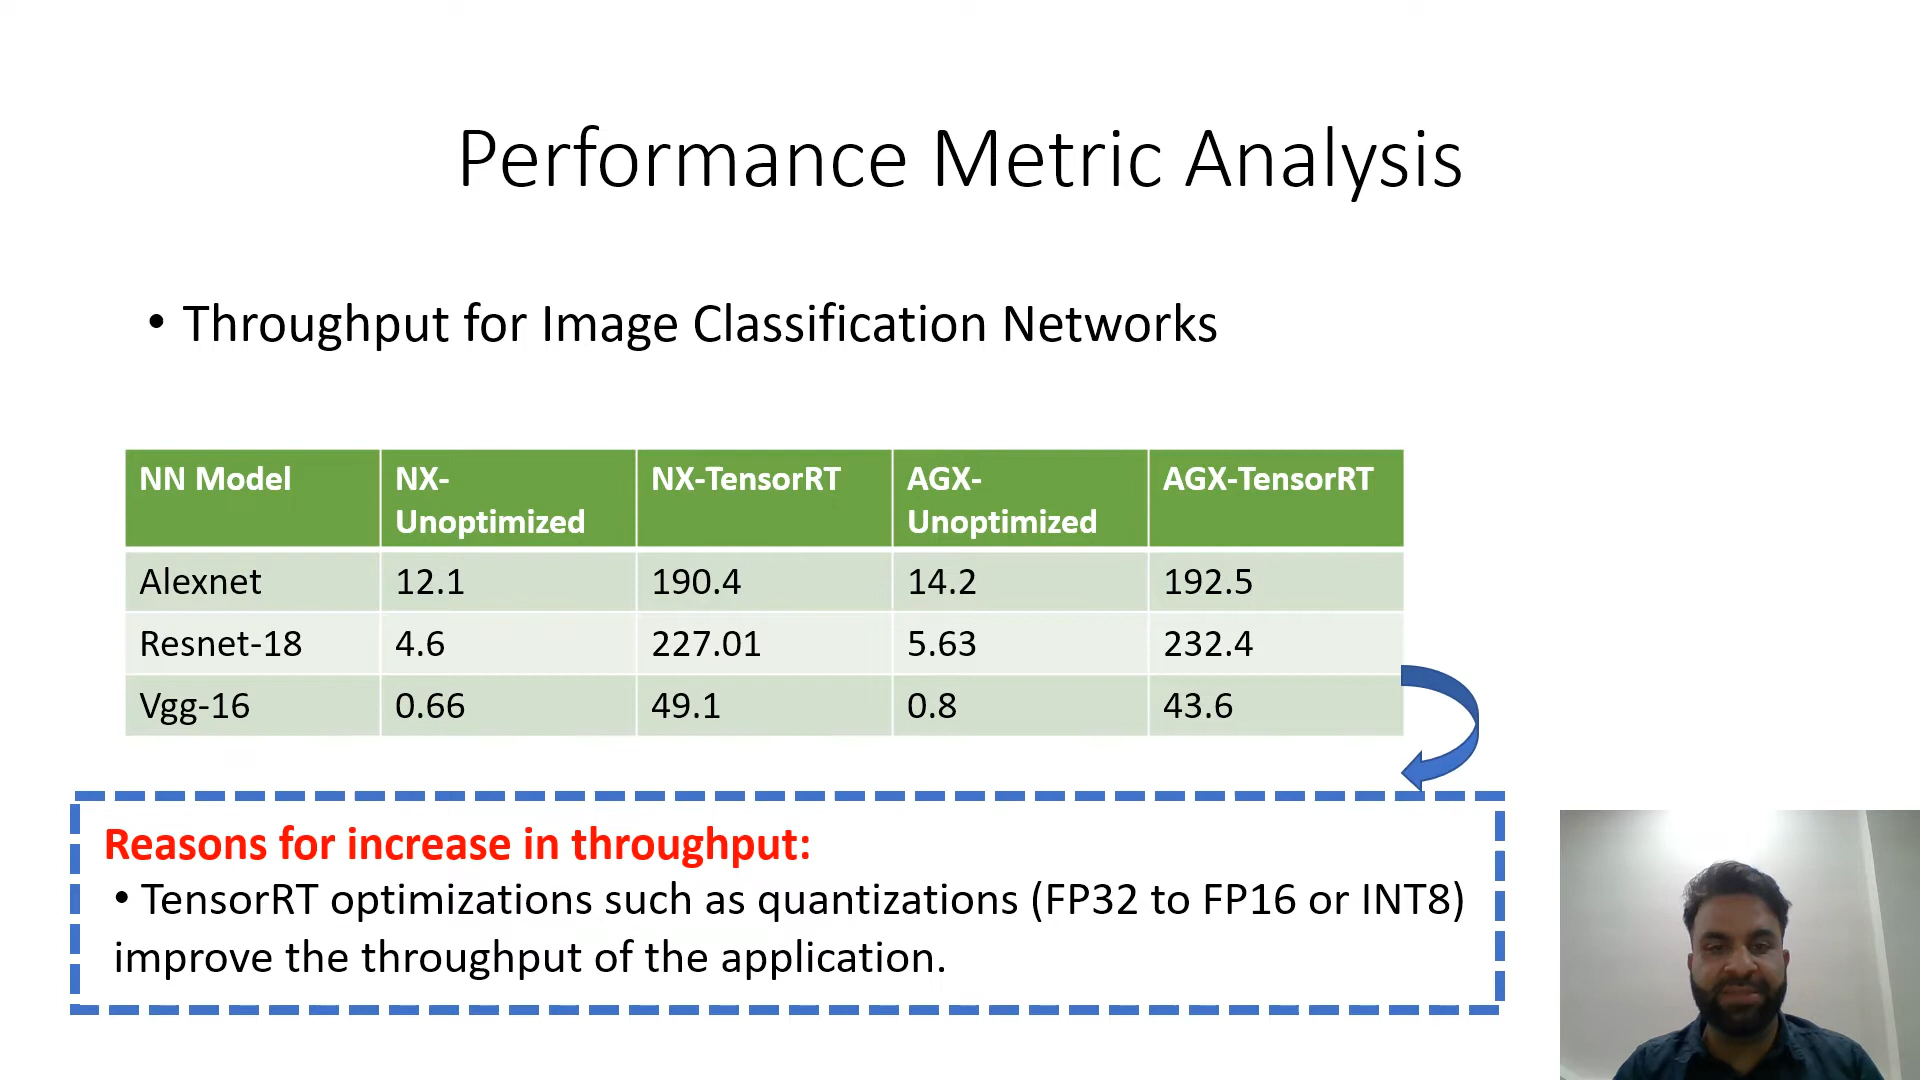 Performance Metric Analysis
• Throughput for Image Classification Networks
NN Model NX-Unoptimized NX-TensorRT AGX-Unoptimized AGX-TensorRT
Alexnet 12.1 190.4 14.2 192.5
Resnet-18 4.6 227.01 5.63 232.4
Vgg-16 0.66 49.1 0.8 43.6
Reasons for increase in throughput:
• TensorRT optimizations such as quantizations (FP32 to FP16 or INT8)
improve the throughput of the application.